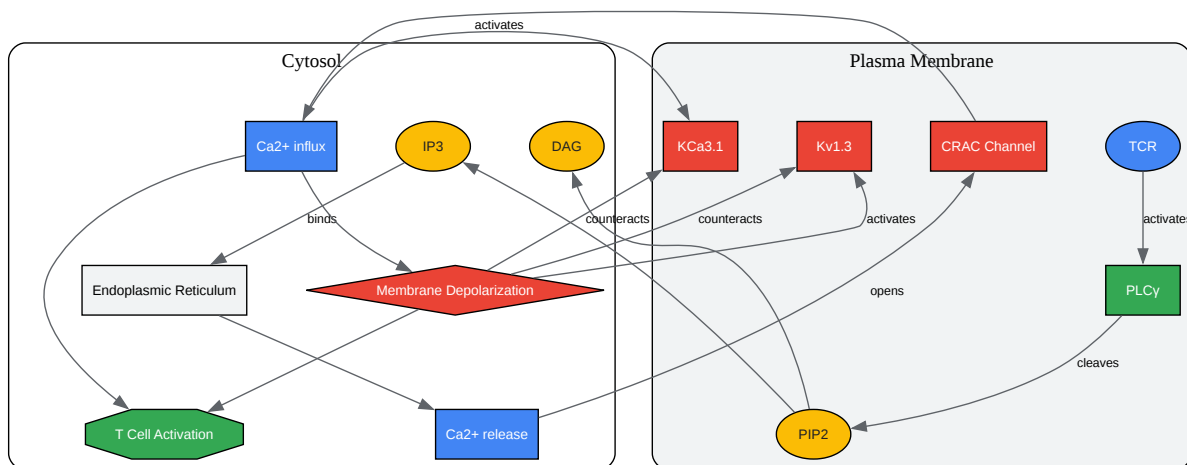 activates
Cytosol
Plasma Membrane
Ca2+ influx
IP3
DAG
KCa3.1
Kv1.3
CRAC Channel
TCR
binds
counteracts
counteracts
activates
activates
Endoplasmic Reticulum
Membrane Depolarization
opens
PLCγ
cleaves
T Cell Activation
Ca2+ release
PIP2